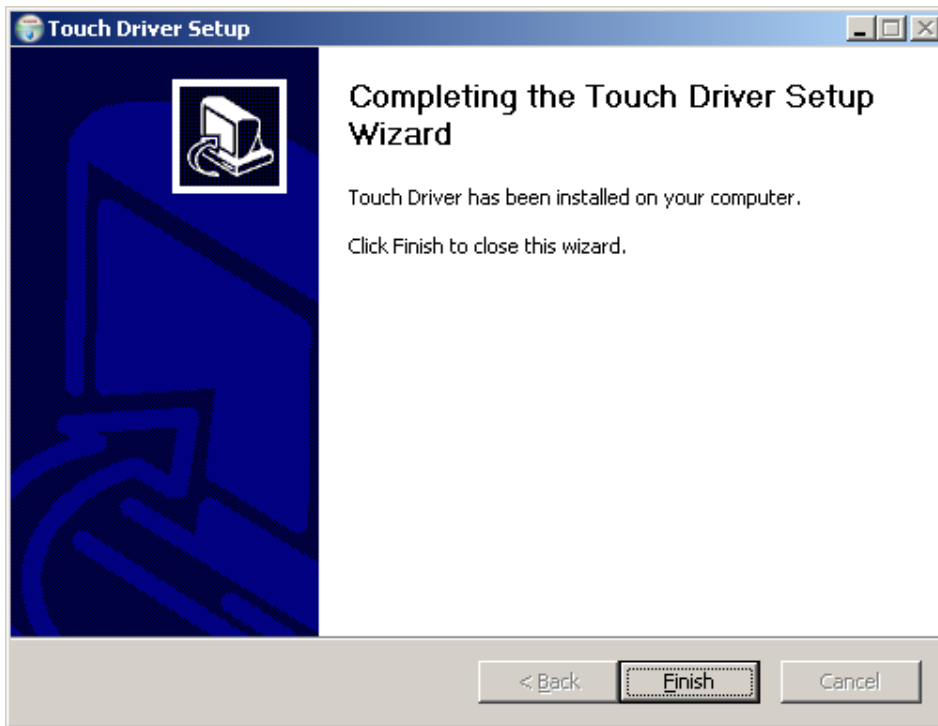 Touch Driver Setup
Completing the Touch Driver Setup
Wizard
Touch Driver has been installed on your computer.
Click Finish to close this wizard.
< Back
Finish
Cancel